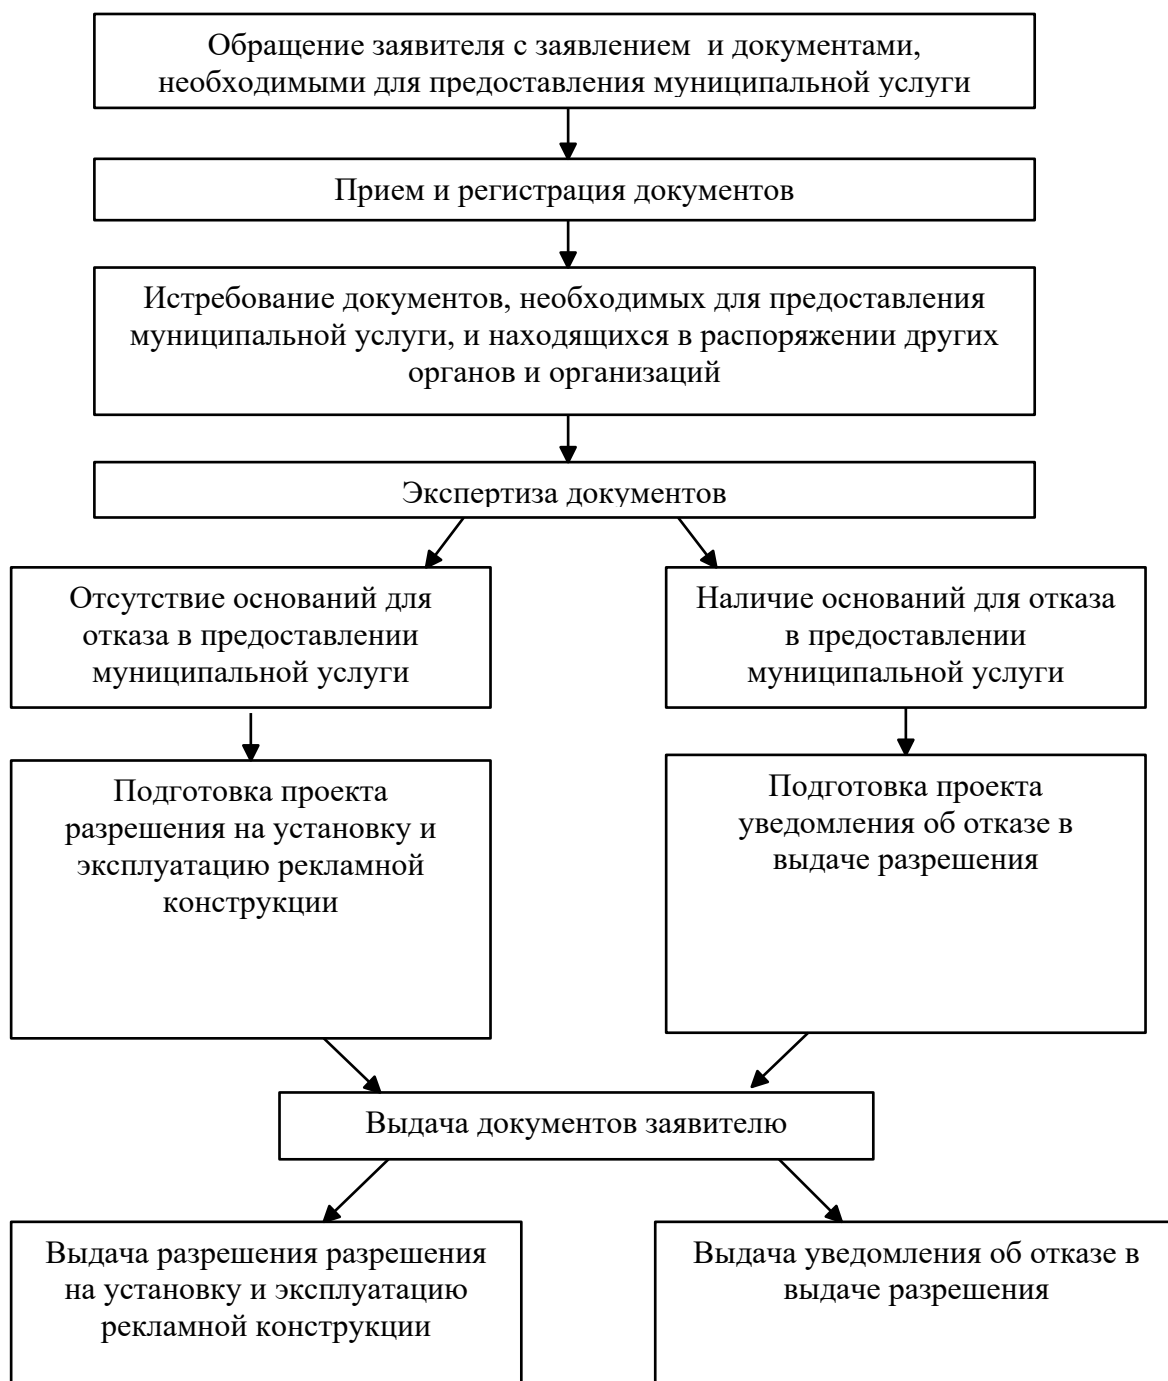 Обращение заявителя с заявлением и документами,
необходимыми для предоставления муниципальной услуги
Прием и регистрация документов
Истребование документов, необходимых для предоставления
муниципальной услуги, и находящихся в распоряжении других
органов и организаций
Экспертиза документов
Отсутствие оснований для
отказа в предоставлении
муниципальной услуги
Наличие оснований для отказа
в предоставлении
муниципальной услуги
Подготовка проекта
разрешения на установку и
эксплуатацию рекламной
конструкции
Подготовка проекта
уведомления об отказе в
выдаче разрешения
Выдача документов заявителю
Выдача разрешения разрешения
на установку и эксплуатацию
рекламной конструкции
Выдача уведомления об отказе в
выдаче разрешения